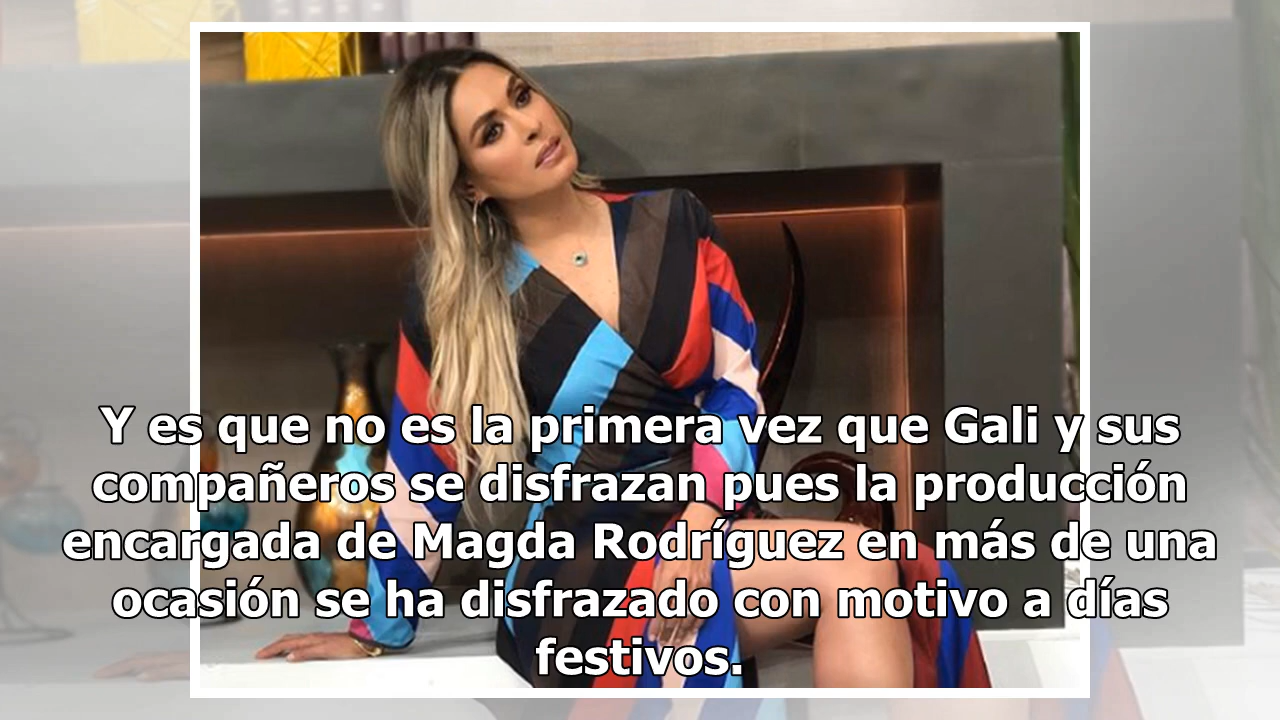 Y es que no es la primera vez que Gali y sus
compañeros se disfrazan pues la producción
encargada de Magda Rodríguez en más de una
ocasión se ha disfrazado con motivo a días
festivos.